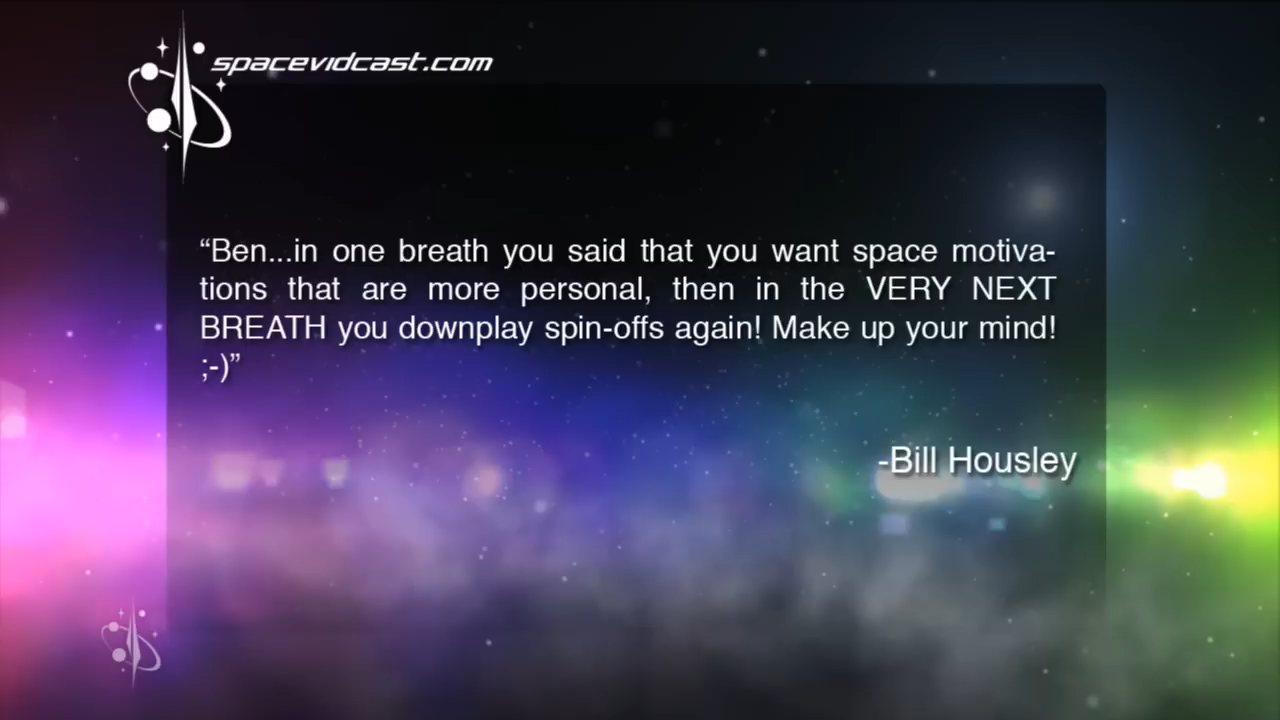 spacevidcast.com
“Ben...in one breath you said that you want space motiva-
tions that are more personal, then in the VERY NEXT
BREATH you downplay spin-offs again! Make up your mind!
;-)”
-Bill Housley